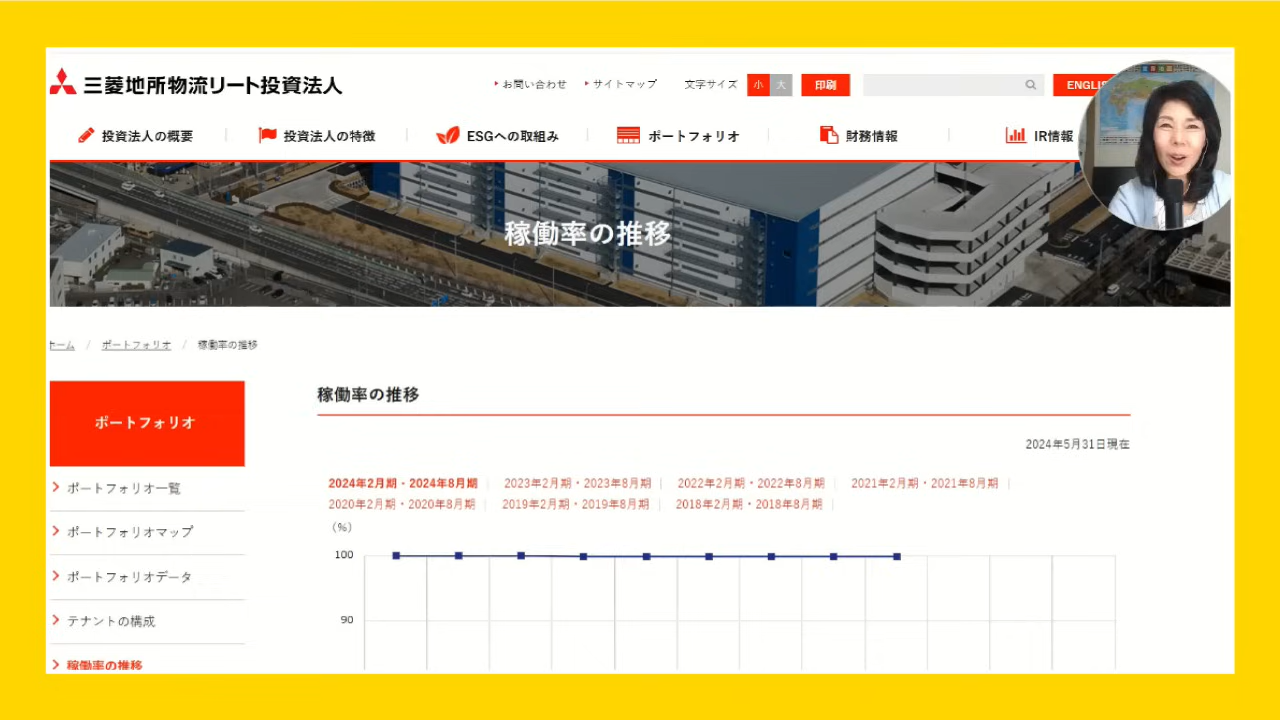 三菱地所物流リート投資法人
お問い合わせ
サイトマップ
文字サイズ
小
大
印刷
投資法人の概要
投資法人の特徴
ESGへの取組み
ポートフォリオ
財務情報
IR情報
稼働率の推移
ポートフォリオ / 稼働率の推移
ポートフォリオ
ポートフォリオ一覧
ポートフォリオマップ
ポートフォリオデータ
テナントの構成
稼働率の推移
稼働率の推移
2024年5月31日現在
2024年2月期・2024年8月期 | 2023年2月期・2023年8月期 | 2022年2月期・2022年8月期 | 2021年2月期・2021年8月期 |
2020年2月期・2020年8月期 | 2019年2月期・2019年8月期 | 2018年2月期・2018年8月期 |
(%)
100
90